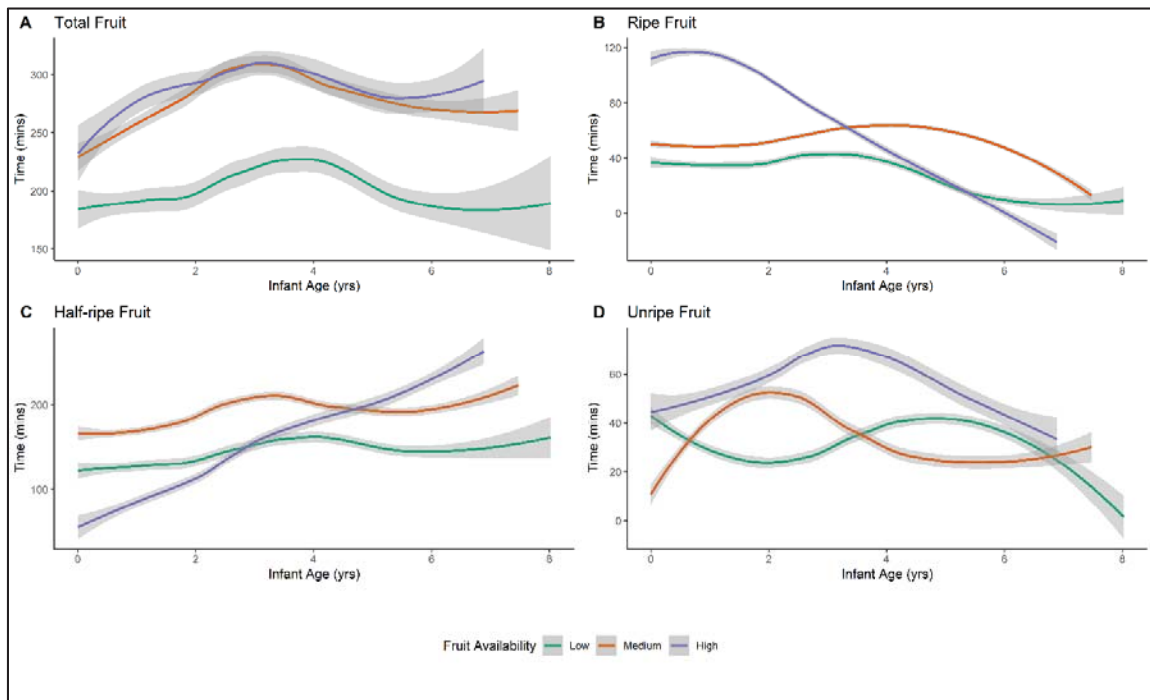 A Total Fruit
Time (mins)
300
250
200
150
0 2 4 6 8
Infant Age (yrs)
B Ripe Fruit
Time (mins)
120
80
40
0
0 2 4 6 8
Infant Age (yrs)
C Half-ripe Fruit
Time (mins)
200
100
0 2 4 6 8
Infant Age (yrs)
D Unripe Fruit
Time (mins)
60
40
20
0
0 2 4 6 8
Infant Age (yrs)
Fruit Availability Low Medium High